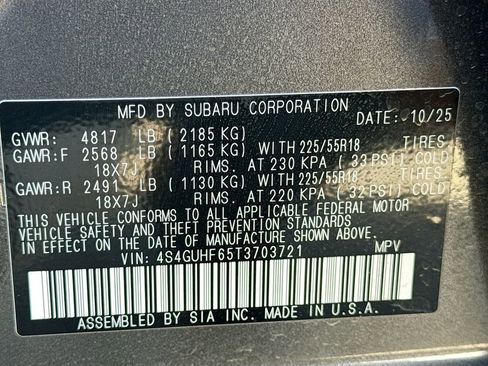 MFD BY SUBARU CORPORATION DATE: 10/25
GVWR: 4817 LB (2185 KG)
GAWR:F 2568 LB (1165 KG) WITH 225/55R18 TIRES
18X7J RIMS. AT 230 KPA (33 PSI) COLD
GAWR:R 2491 LB (1130 KG) WITH 225/55R18 TIRES
18X7J RIMS. AT 220 KPA (32 PSI) COLD
THIS VEHICLE CONFORMS TO ALL APPLICABLE FEDERAL MOTOR
VEHICLE SAFETY AND THEFT PREVENTION STANDARDS
IN EFFECT ON THE DATE OF MANUFACTURE SHOWN ABOVE.
VIN: 4S4GUHF65T3703721 MPV
ASSEMBLED BY SIA INC. MADE IN U.S.A.